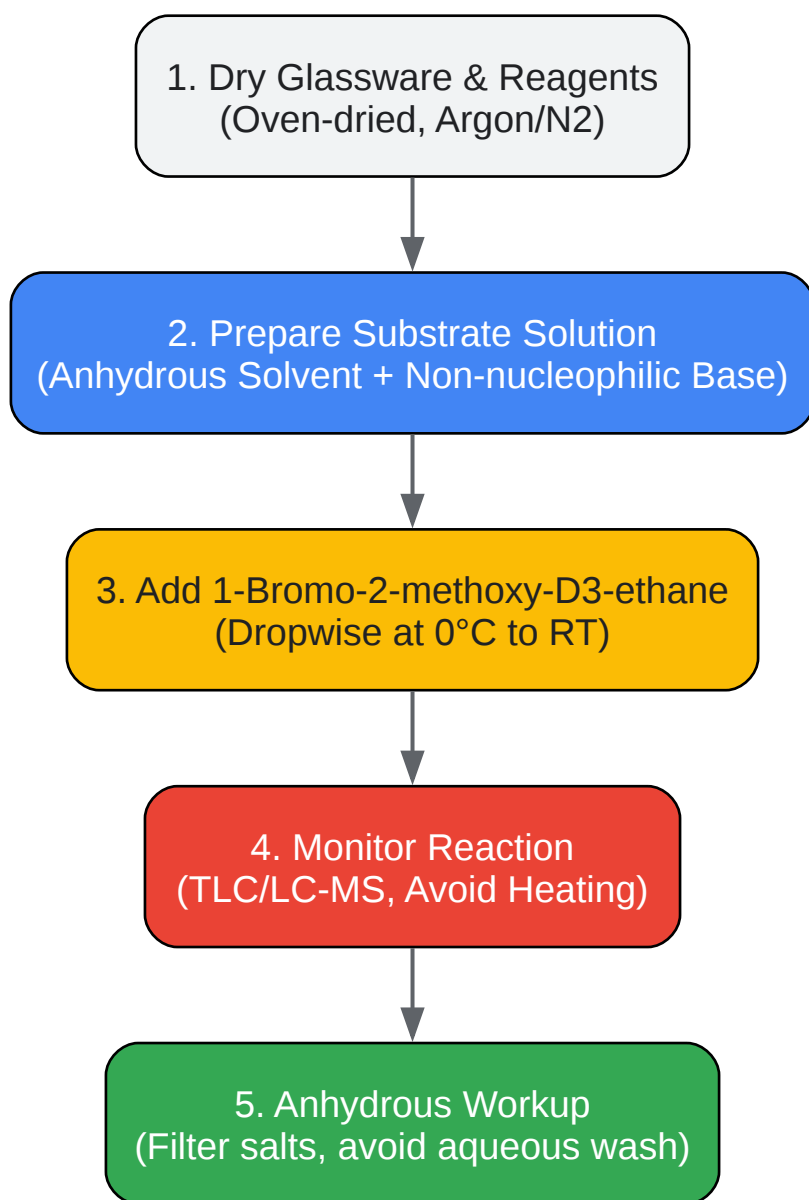 1. Dry Glassware & Reagents
(Oven-dried, Argon/N2)
2. Prepare Substrate Solution
(Anhydrous Solvent + Non-nucleophilic Base)
3. Add 1-Bromo-2-methoxy-D3-ethane
(Dropwise at 0°C to RT)
4. Monitor Reaction
(TLC/LC-MS, Avoid Heating)
5. Anhydrous Workup
(Filter salts, avoid aqueous wash)